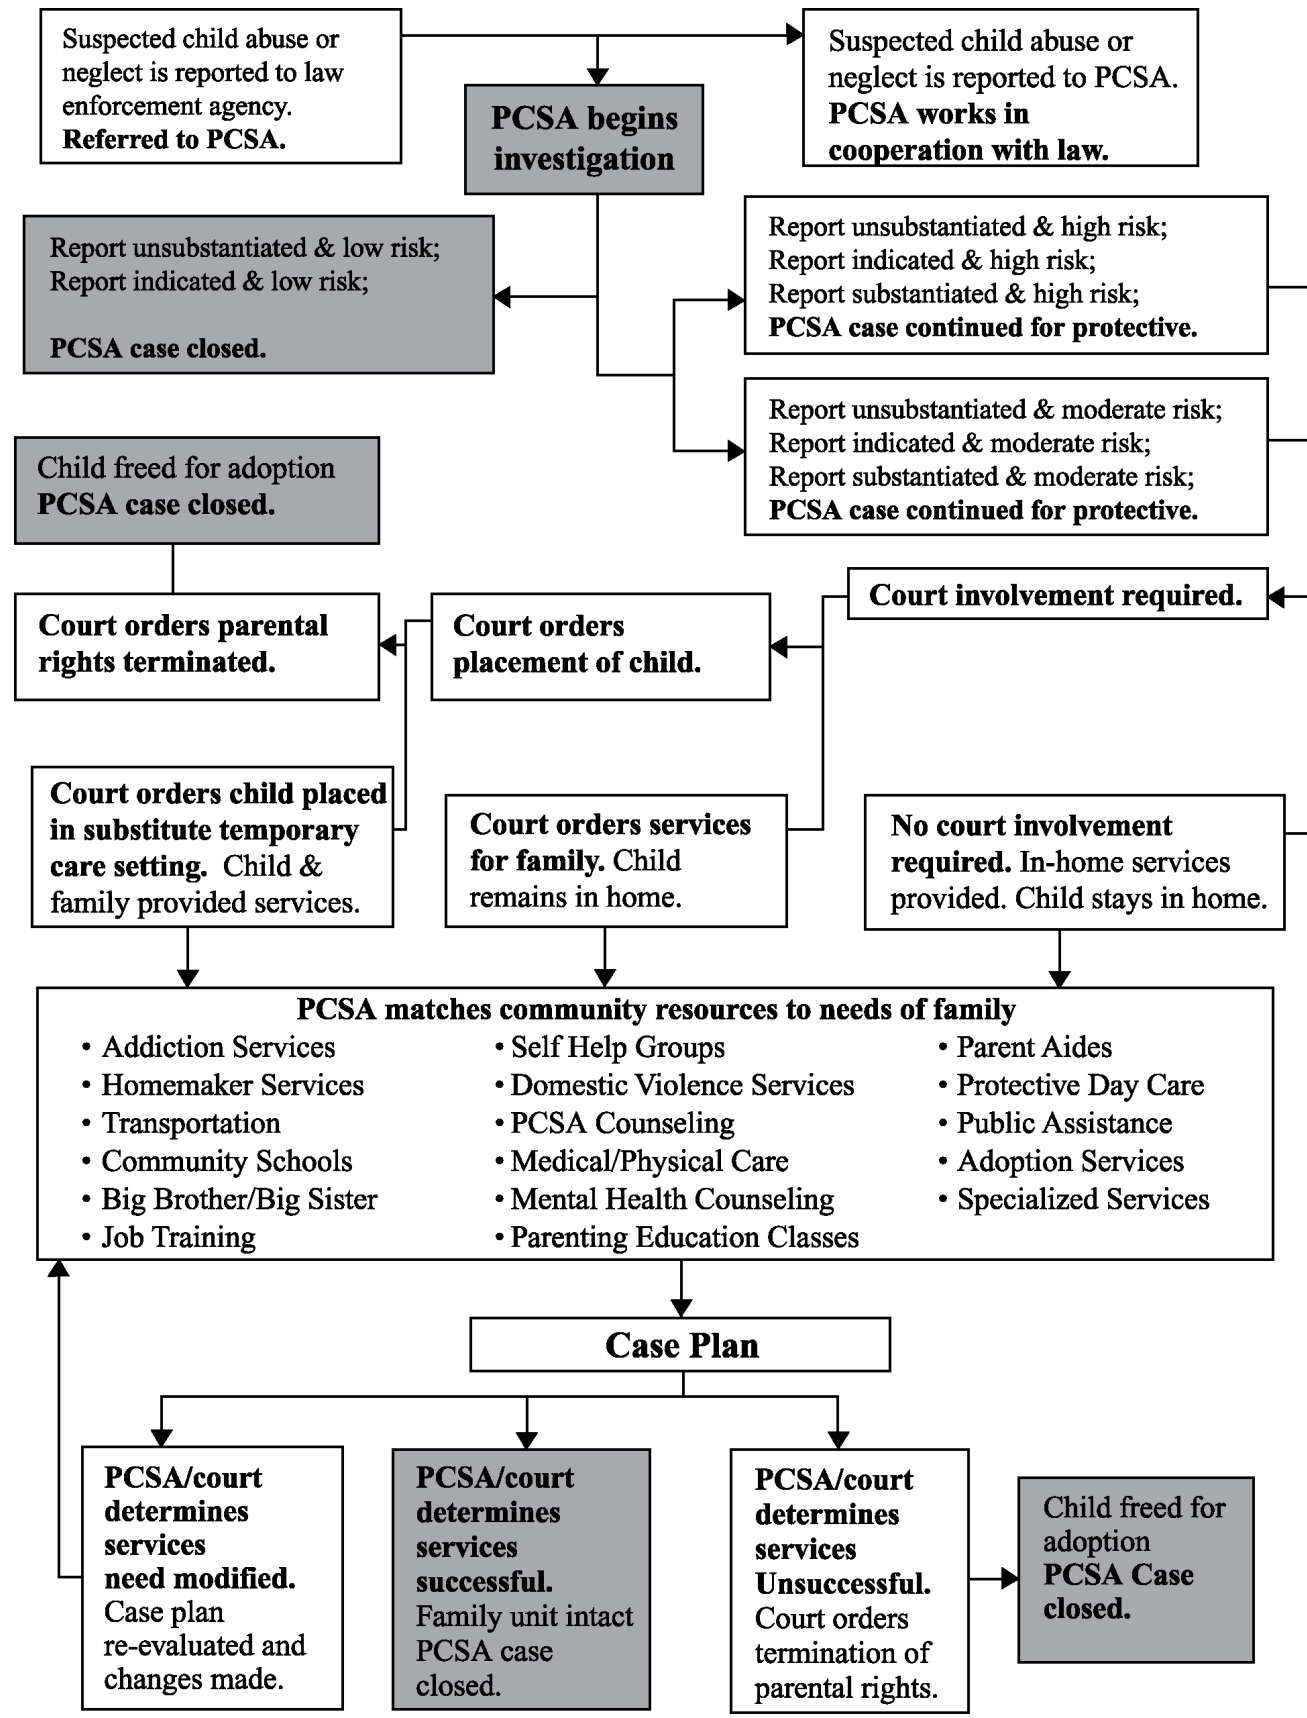 Suspected child abuse or
neglect is reported to law
enforcement agency.
Referred to PCSA.
Suspected child abuse or
neglect is reported to PCSA.
PCSA works in
cooperation with law.
PCSA begins
investigation
Report unsubstantiated & low risk;
Report indicated & low risk;
PCSA case closed.
Report unsubstantiated & high risk;
Report indicated & high risk;
Report substantiated & high risk;
PCSA case continued for protective.
Report unsubstantiated & moderate risk;
Report indicated & moderate risk;
Report substantiated & moderate risk;
PCSA case continued for protective.
Child freed for adoption
PCSA case closed.
Court orders parental
rights terminated.
Court orders
placement of child.
Court involvement required.
Court orders child placed
in substitute temporary
care setting. Child &
family provided services.
Court orders services
for family. Child
remains in home.
No court involvement
required. In-home services
provided. Child stays in home.
PCSA matches community resources to needs of family
• Addiction Services
• Homemaker Services
• Transportation
• Community Schools
• Big Brother/Big Sister
• Job Training
• Self Help Groups
• Domestic Violence Services
• PCSA Counseling
• Medical/Physical Care
• Mental Health Counseling
• Parenting Education Classes
• Parent Aides
• Protective Day Care
• Public Assistance
• Adoption Services
• Specialized Services
Case Plan
PCSA/court
determines
services
need modified.
Case plan
re-evaluated and
changes made.
PCSA/court
determines
services
successful.
Family unit intact
PCSA case
closed.
PCSA/court
determines
services
Unsuccessful.
Court orders
termination of
parental rights.
Child freed for
adoption
PCSA Case
closed.